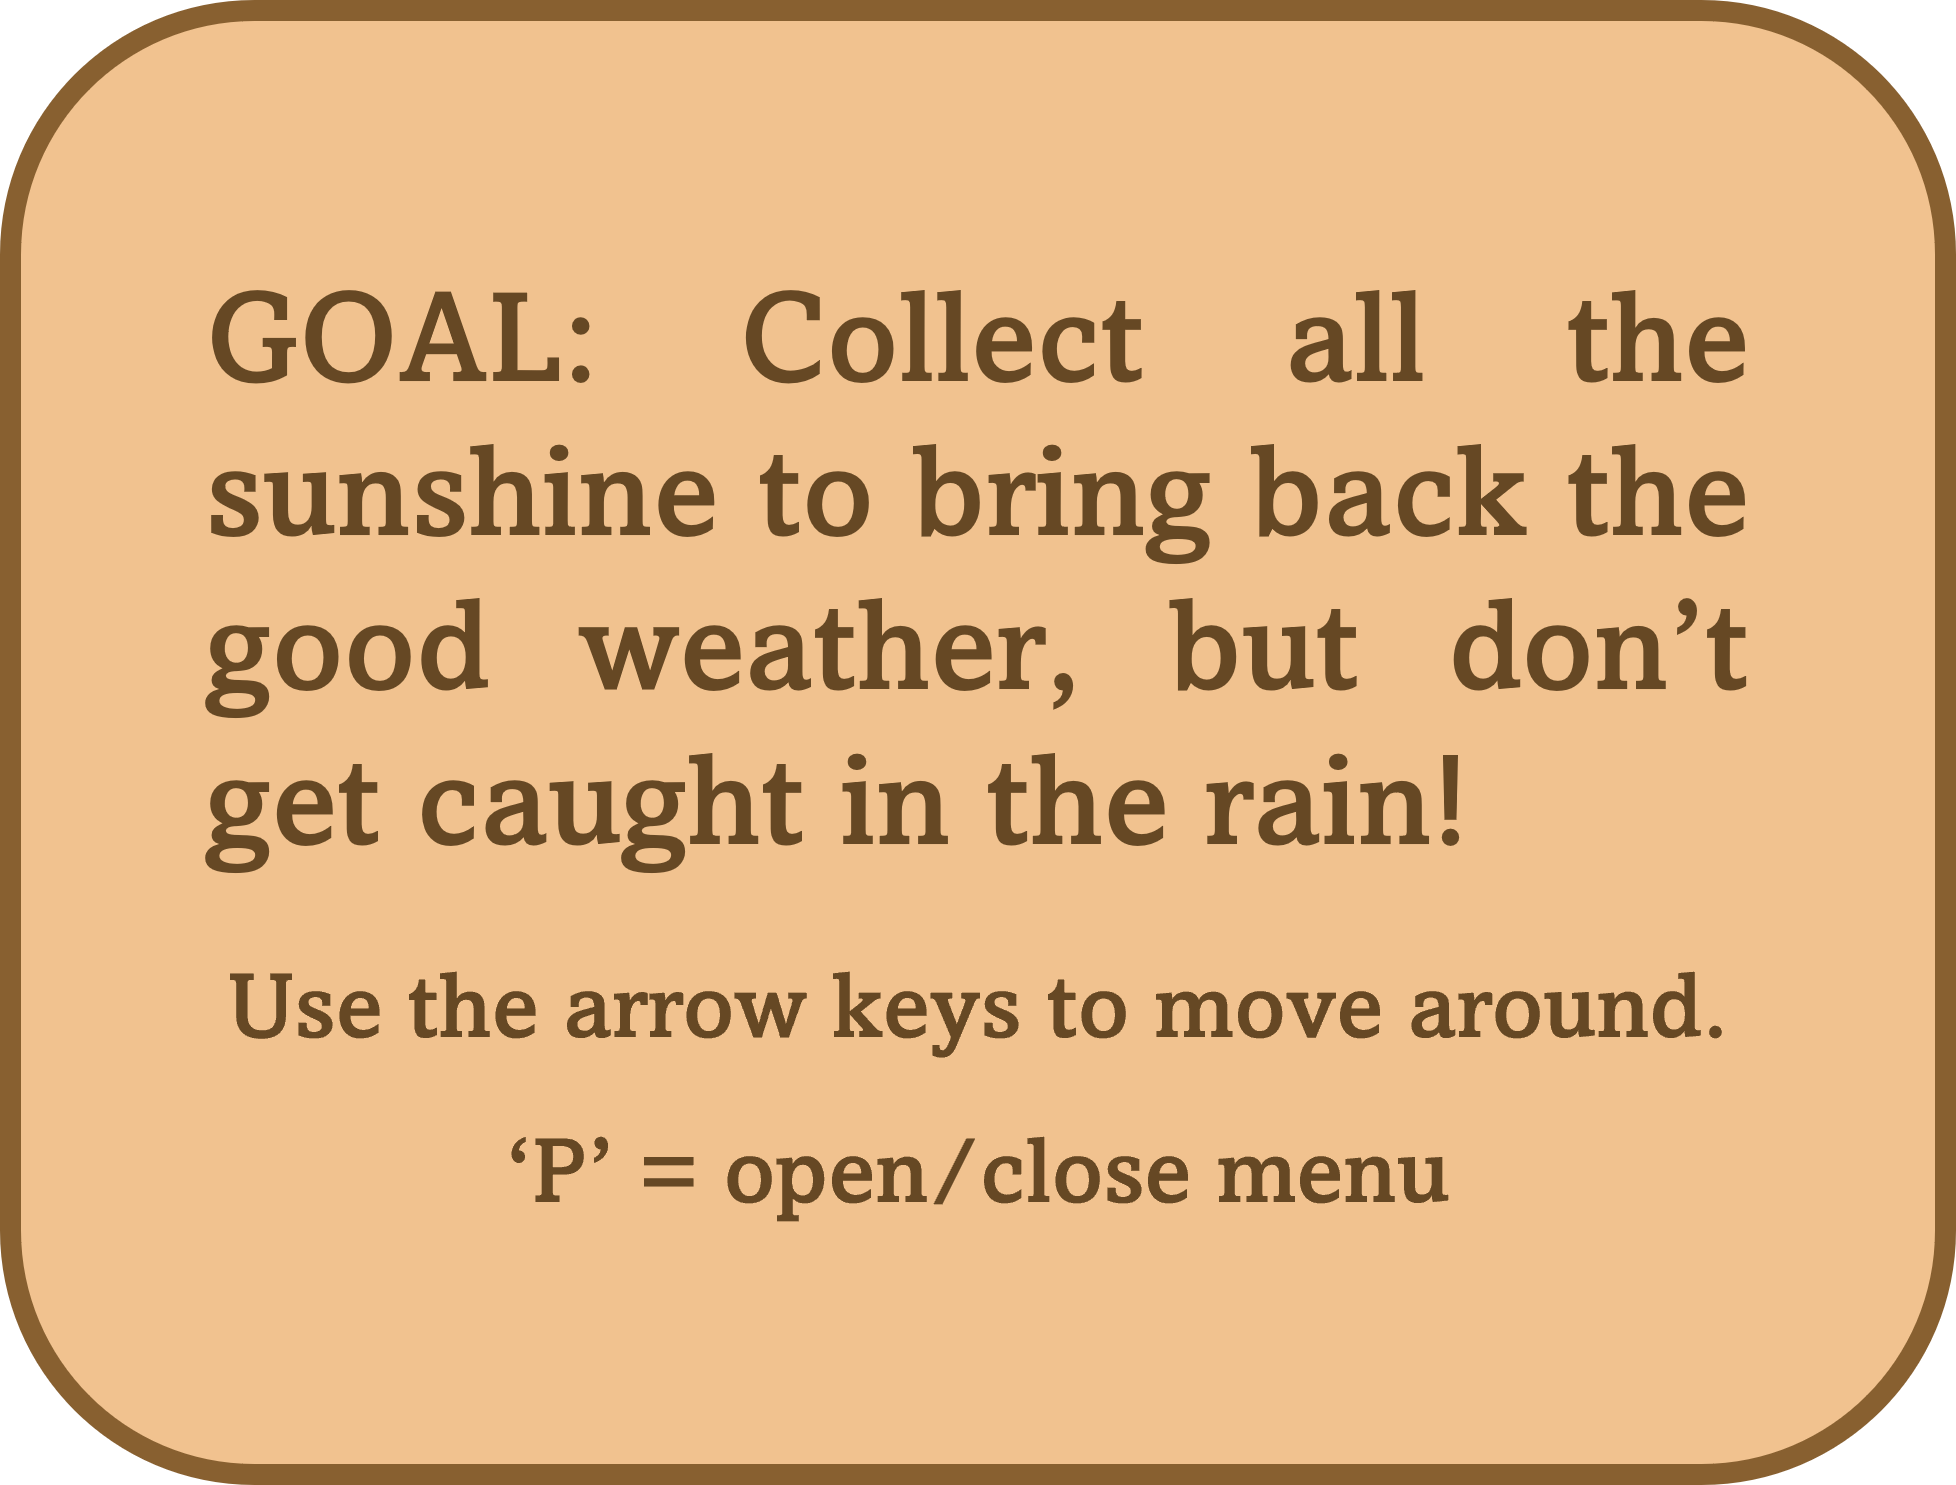 GOAL: Collect all the
sunshine to bring back the
good weather, but don’t
get caught in the rain!
Use the arrow keys to move around.
‘P’ = open/close menu